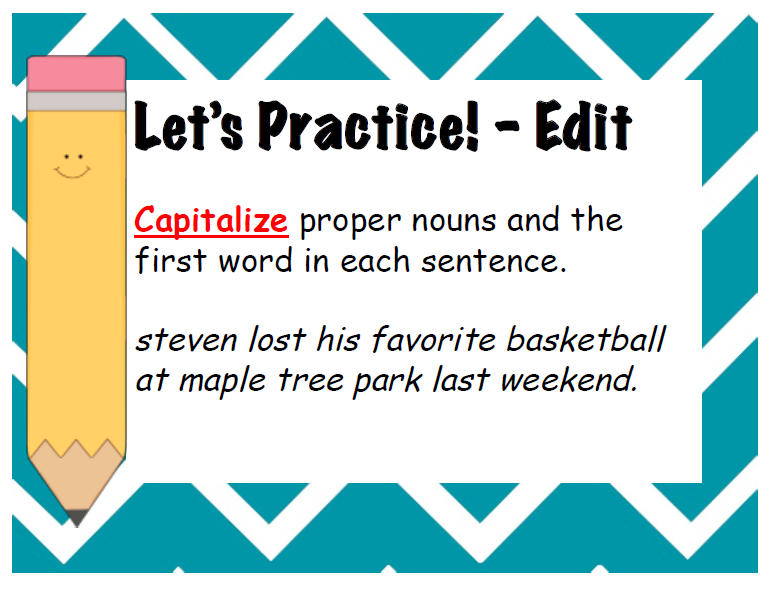 Let's Practice! - Edit
Capitalize proper nouns and the
first word in each sentence.
steven lost his favorite basketball
at maple tree park last weekend.